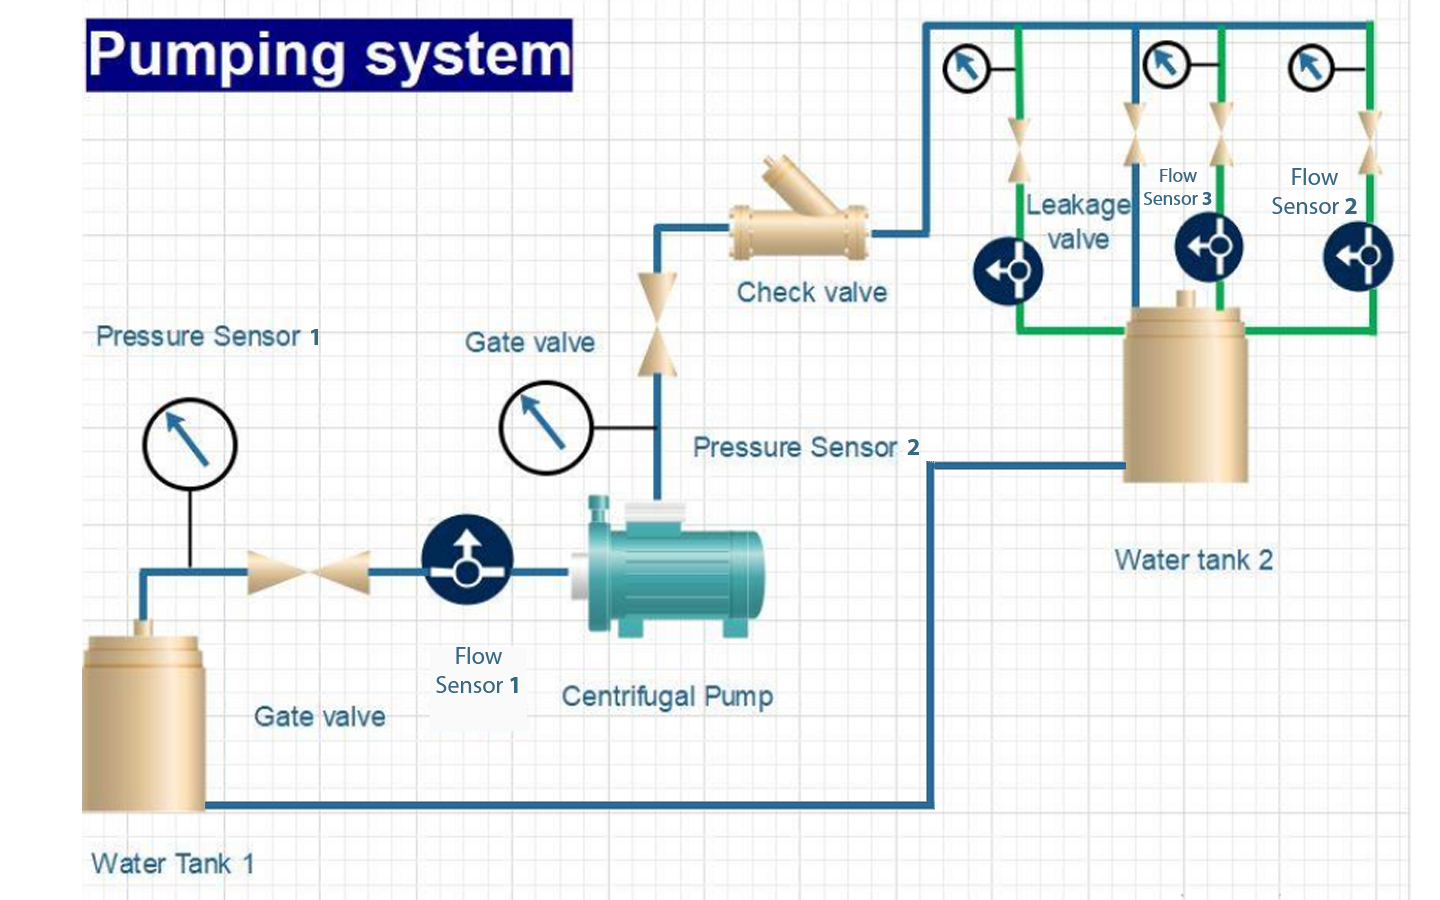 Pumping system
Flow
Sensor 3
Flow
Sensor 2
Leakage
valve
Check valve
Pressure Sensor 1
Gate valve
Pressure Sensor 2
Water tank 2
Flow
Sensor 1
Centrifugal Pump
Gate valve
Water Tank 1